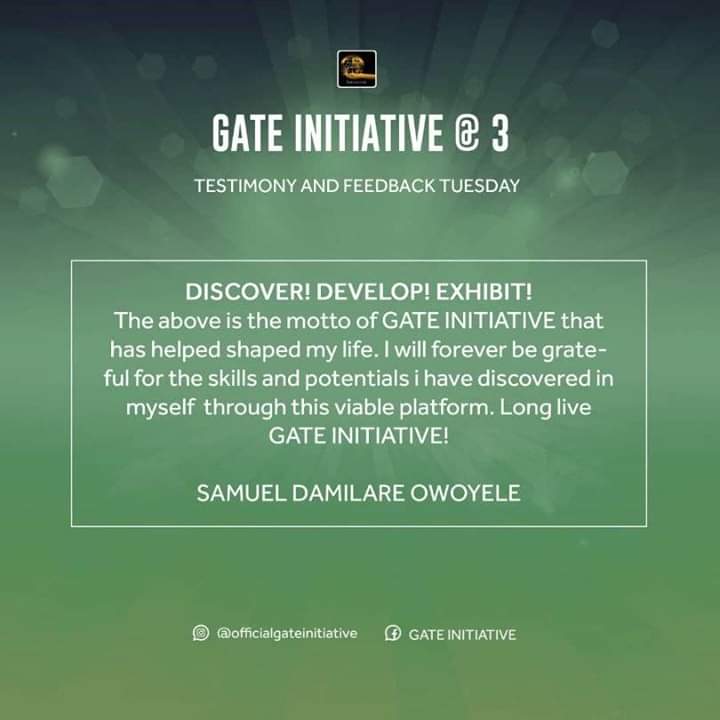 GATE INITIATIVE @ 3
TESTIMONY AND FEEDBACK TUESDAY
DISCOVER! DEVELOP! EXHIBIT!
The above is the motto of GATE INITIATIVE that
has helped shaped my life. I will forever be grate-
ful for the skills and potentials i have discovered in
myself through this viable platform. Long live
GATE INITIATIVE!
SAMUEL DAMILARE OWOYELE
@officialgateinitiative GATE INITIATIVE